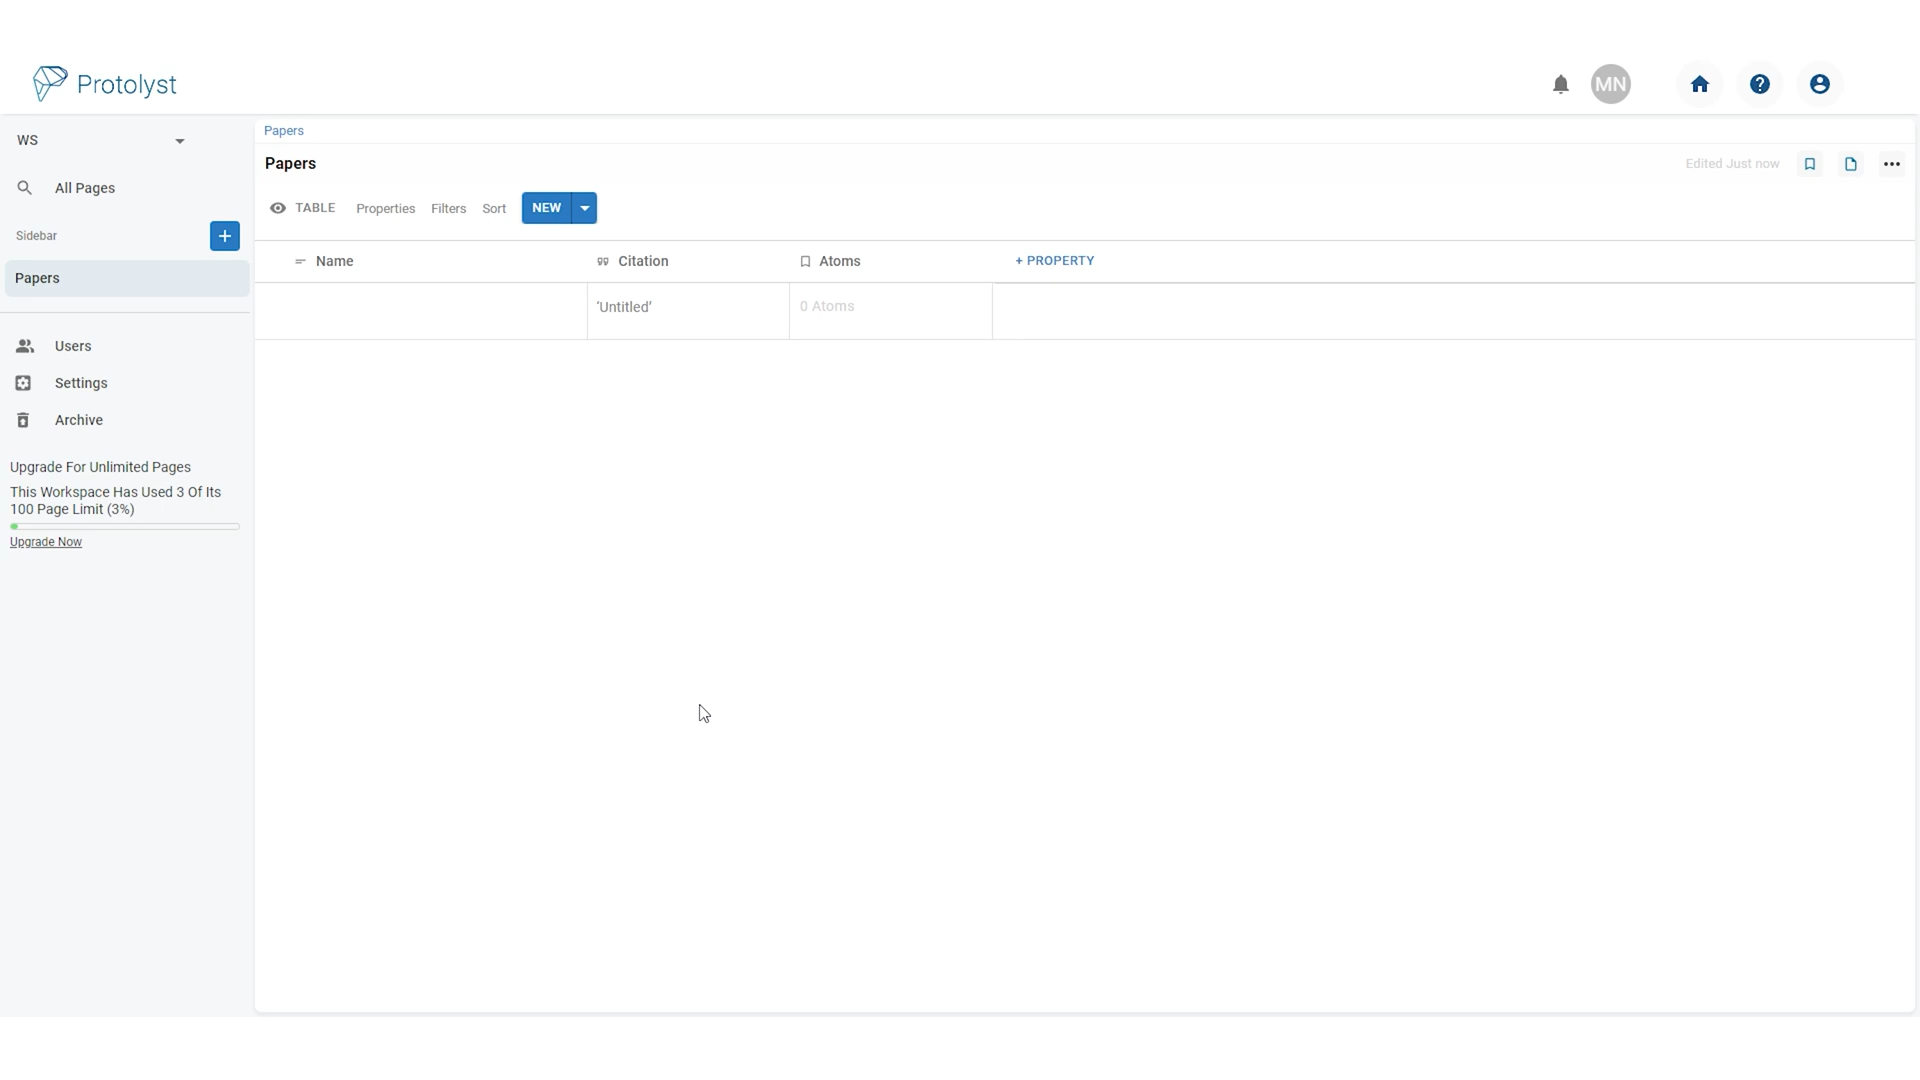 Protolyst
MN
WS
All Pages
Sidebar
+
Papers
Users
Settings
Archive
Upgrade For Unlimited Pages
This Workspace Has Used 3 Of Its
100 Page Limit (3%)
Upgrade Now
Papers
Papers
Edited Just now
TABLE Properties Filters Sort NEW
Name Citation Atoms + PROPERTY
‘Untitled’ 0 Atoms